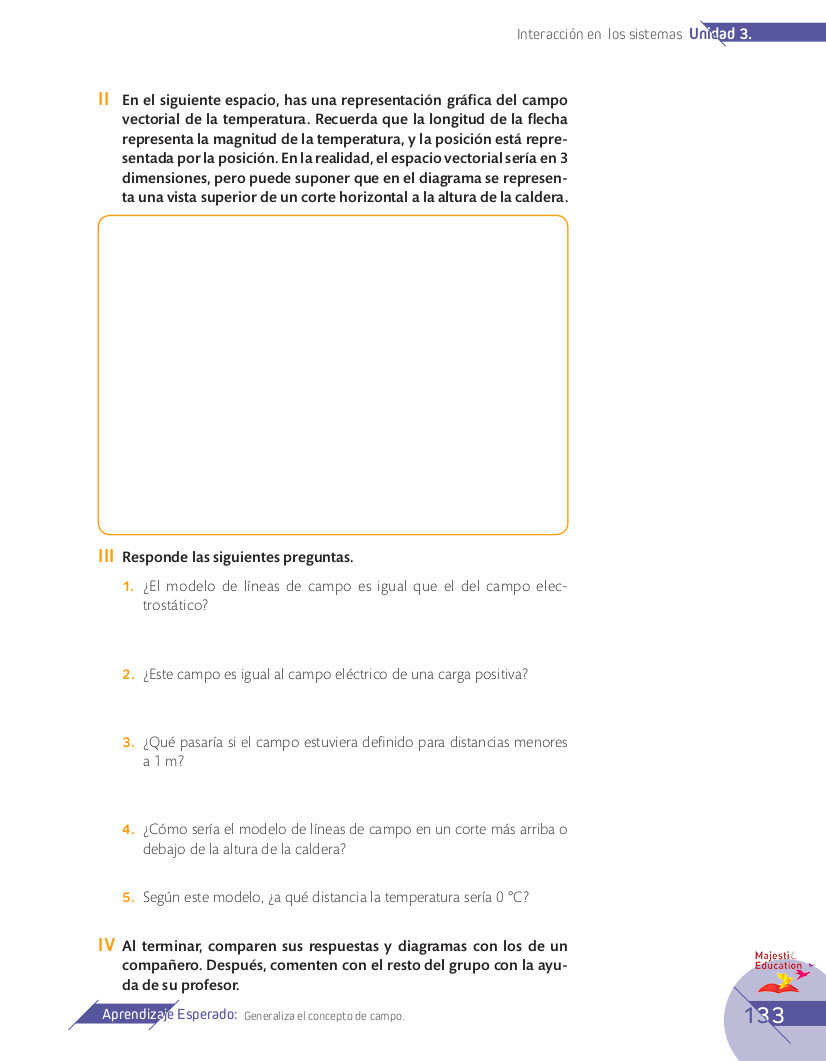 Interacción en los sistemas Unidad 3.
II En el siguiente espacio, has una representación gráfica del campo
vectorial de la temperatura. Recuerda que la longitud de la flecha
representa la magnitud de la temperatura, y la posición está repre-
sentada por la posición. En la realidad, el espacio vectorial sería en 3
dimensiones, pero puede suponer que en el diagrama se represen-
ta una vista superior de un corte horizontal a la altura de la caldera.
III Responde las siguientes preguntas.
1. ¿El modelo de líneas de campo es igual que el del campo elec-
trostático?
2. ¿Este campo es igual al campo eléctrico de una carga positiva?
3. ¿Qué pasaría si el campo estuviera definido para distancias menores
a 1 m?
4. ¿Cómo sería el modelo de líneas de campo en un corte más arriba o
debajo de la altura de la caldera?
5. Según este modelo, ¿a qué distancia la temperatura sería 0 °C?
IV Al terminar, comparen sus respuestas y diagramas con los de un
compañero. Después, comenten con el resto del grupo con la ayu-
da de su profesor.
Majestic
Education
Aprendizaje Esperado: Generaliza el concepto de campo.
133